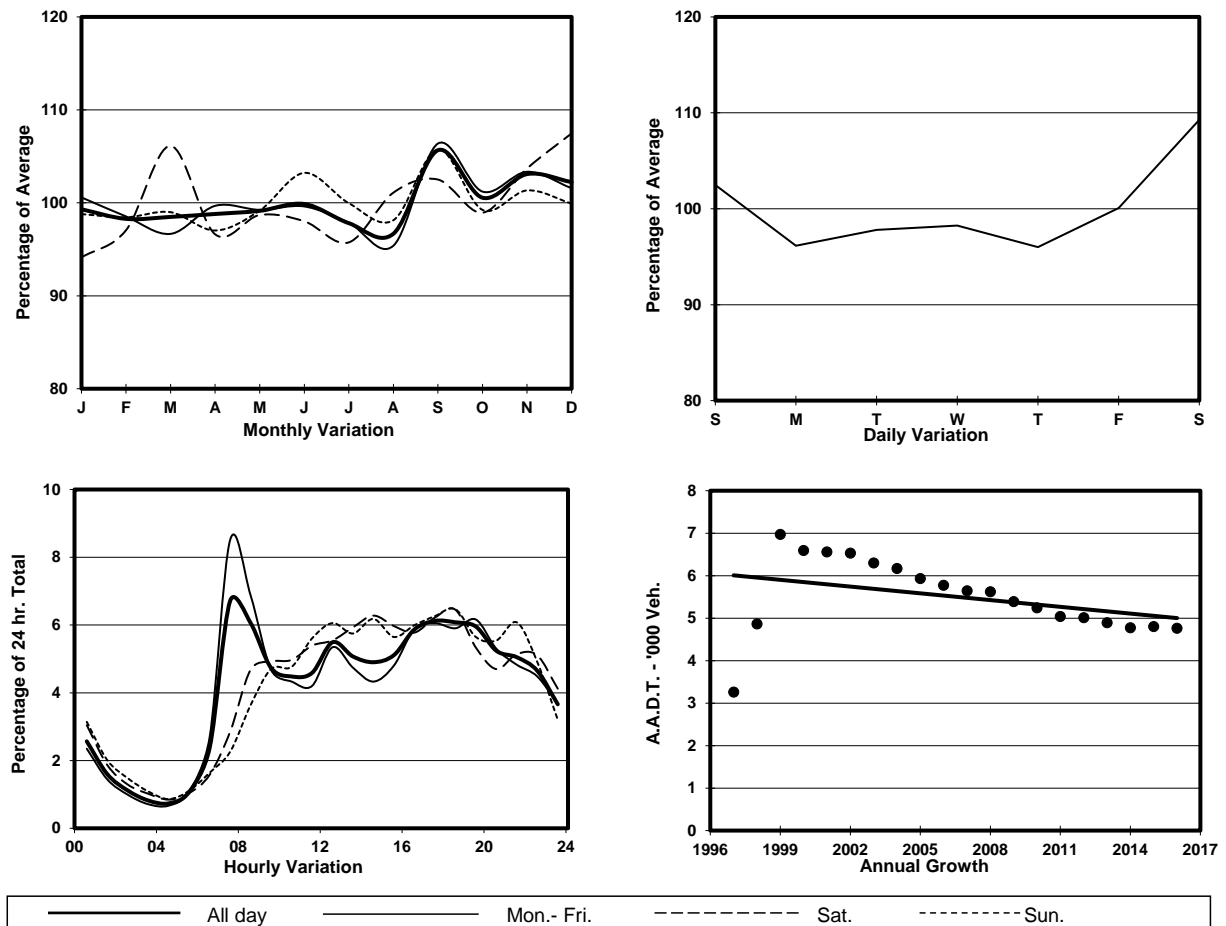 120
110
100
90
80
Percentage of Average
J F M A M J J A S O N D
Monthly Variation
120
110
100
90
80
Percentage of Average
S M T W T F S
Daily Variation
10
8
6
4
2
0
Percentage of 24 hr. Total
00 04 08 12 16 20 24
Hourly Variation
8
7
6
5
4
3
2
1
0
A.A.D.T. - '000 Veh.
1996 1999 2002 2005 2008 2011 2014 2017
Annual Growth
All day Mon.- Fri. Sat. Sun.